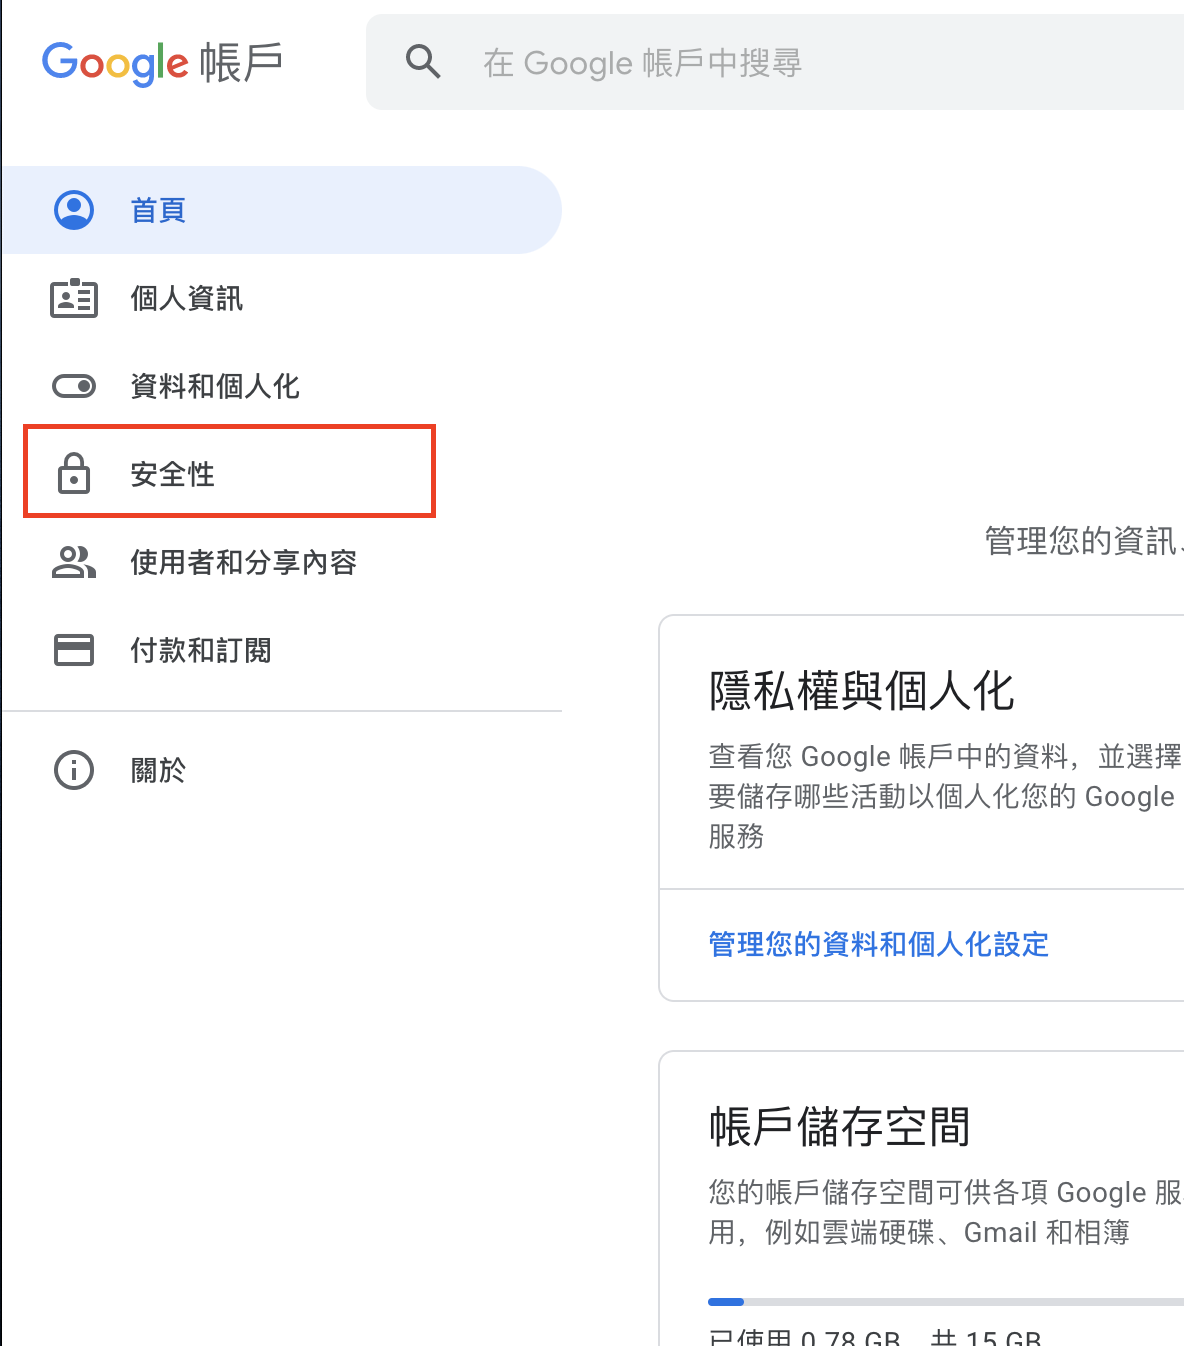 Google 帳戶
在 Google 帳戶中搜尋
首頁
個人資訊
資料和個人化
安全性
使用者和分享內容
付款和訂閱
關於
管理您的資訊、
隱私權與個人化
查看您 Google 帳戶中的資料，並選擇
要儲存哪些活動以個人化您的 Google
服務
管理您的資料和個人化設定
帳戶儲存空間
您的帳戶儲存空間可供各項 Google 服
用，例如雲端硬碟、Gmail 和相簿
已使用 0.78 GB，共 15 GB